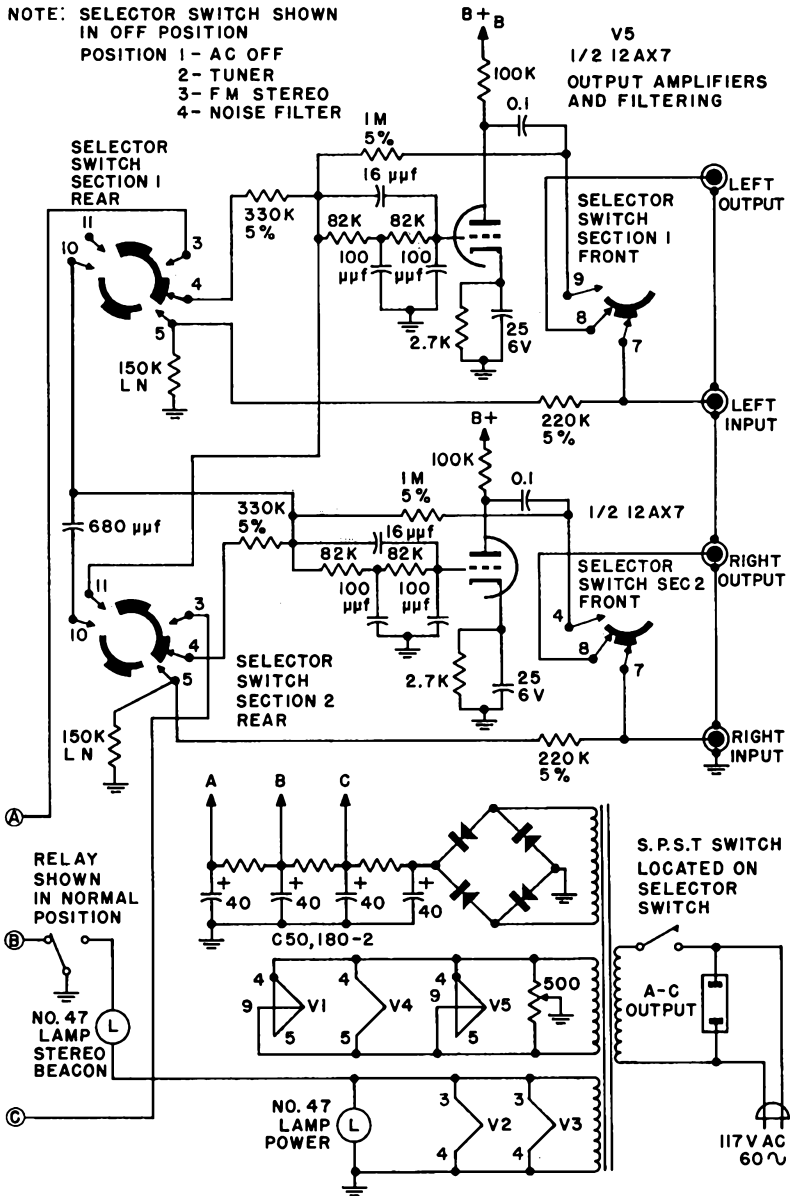 NOTE: SELECTOR SWITCH SHOWN
IN OFF POSITION
POSITION 1- AC OFF
2- TUNER
3- FM STEREO
4- NOISE FILTER
B+ B
V5
1/2 12AX7
OUTPUT AMPLIFIERS
AND FILTERING
100K
0.1
1M
5%
16 µµf
SELECTOR
SWITCH
SECTION 1
REAR
11
10
3
4
5
330K
5%
82K
82K
100
µµf
100
µµf
2.7K
25
6V
150K
LN
SELECTOR
SWITCH
SECTION 1
FRONT
9
8
7
LEFT
OUTPUT
LEFT
INPUT
220K
5%
B+
100K
0.1
1M
5%
1/2 12AX7
680 µµf
330K
5%
16µµf
82K
82K
100
µµf
100
µµf
2.7K
25
6V
11
10
3
4
5
SELECTOR
SWITCH
SECTION 2
REAR
150K
LN
SELECTOR
SWITCH SEC 2
FRONT
4
8
7
RIGHT
OUTPUT
RIGHT
INPUT
220K
5%
A
B
C
A
+
40
+
40
+
40
+
40
C50,180-2
RELAY
SHOWN
IN NORMAL
POSITION
B
S.P.S.T SWITCH
LOCATED ON
SELECTOR
SWITCH
4
9
5
V1
4
5
V4
4
9
5
V5
500
A-C
OUTPUT
NO. 47
LAMP
STEREO
BEACON
L
C
NO. 47
LAMP
POWER
L
3
4
V2
3
4
V3
117V AC
60∿